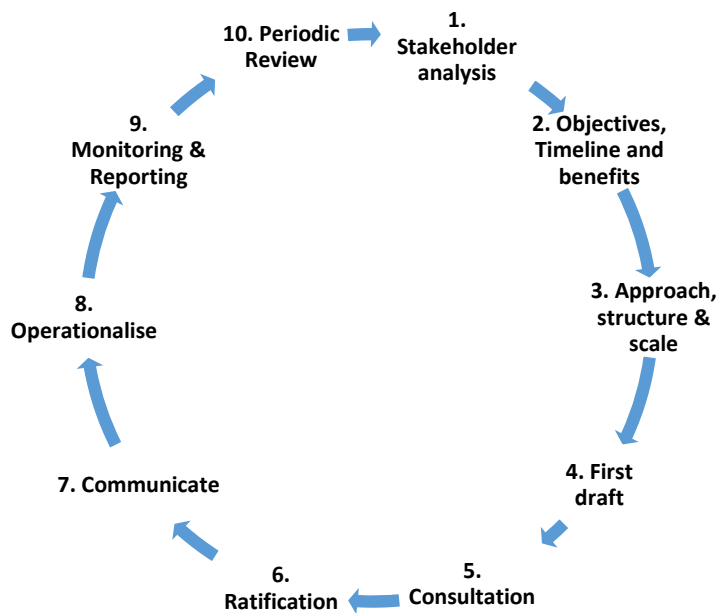 1.
Stakeholder
analysis
2. Objectives,
Timeline and
benefits
3. Approach,
structure &
scale
4. First
draft
5.
Consultation
6.
Ratification
7. Communicate
8.
Operationalise
9.
Monitoring &
Reporting
10. Periodic
Review